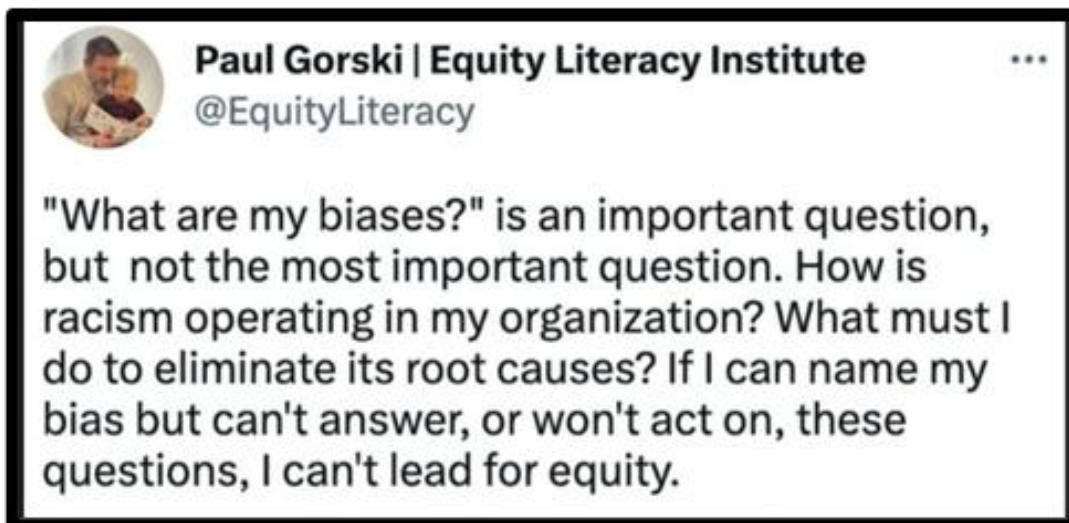 Paul Gorski | Equity Literacy Institute
@EquityLiteracy
"What are my biases?" is an important question,
but  not the most important question. How is
racism operating in my organization? What must I
do to eliminate its root causes? If I can name my
bias but can't answer, or won't act on, these
questions, I can't lead for equity.